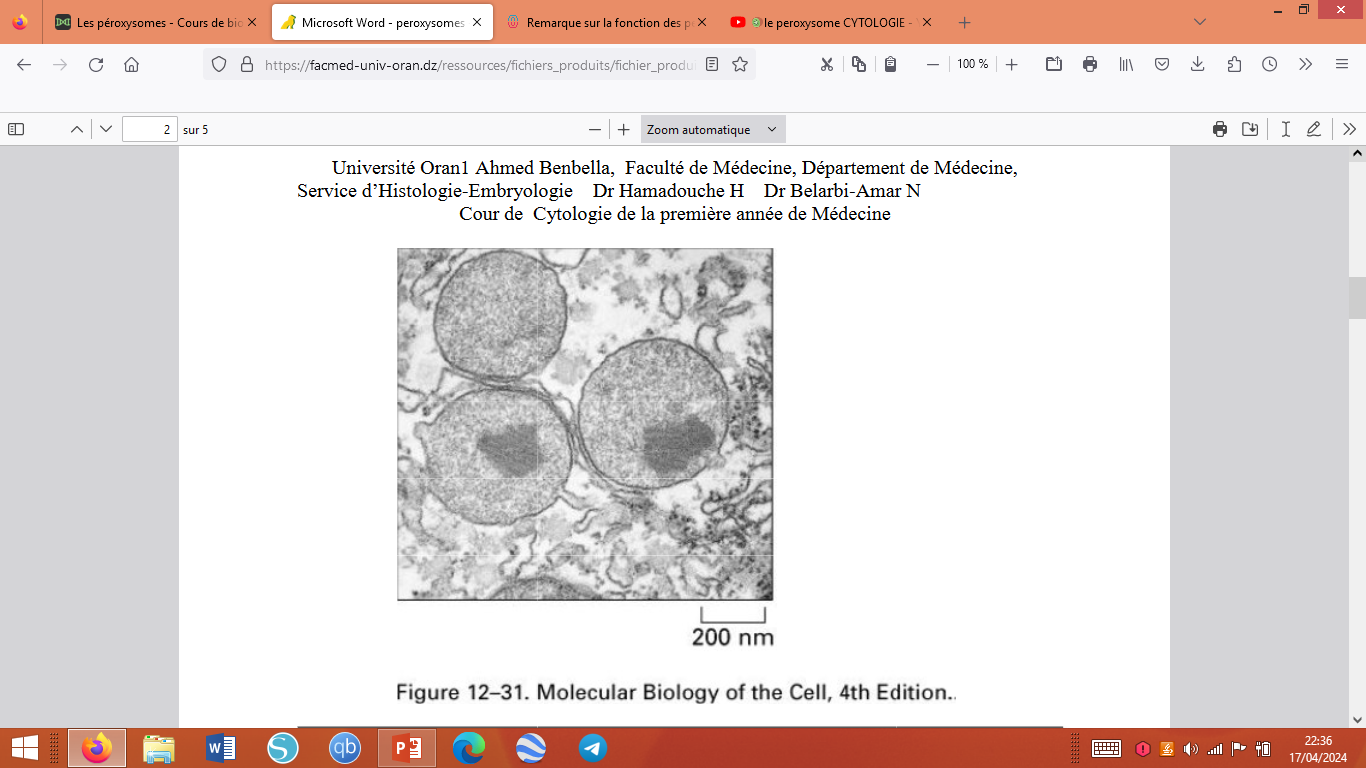 Les péroxysomes - Cours de bio
Microsoft Word - peroxysomes
Remarque sur la fonction des p
le peroxysome CYTOLOGIE -
https://facmed-univ-oran.dz/ressources/fichiers_produits/fichier_produ
100 %
2 sur 5
Zoom automatique
Université Oran1 Ahmed Benbella, Faculté de Médecine, Département de Médecine,
Service d’Histologie-Embryologie Dr Hamadouche H Dr Belarbi-Amar N
Cour de Cytologie de la première année de Médecine
200 nm
Figure 12–31. Molecular Biology of the Cell, 4th Edition..
qb
22:36
17/04/2024